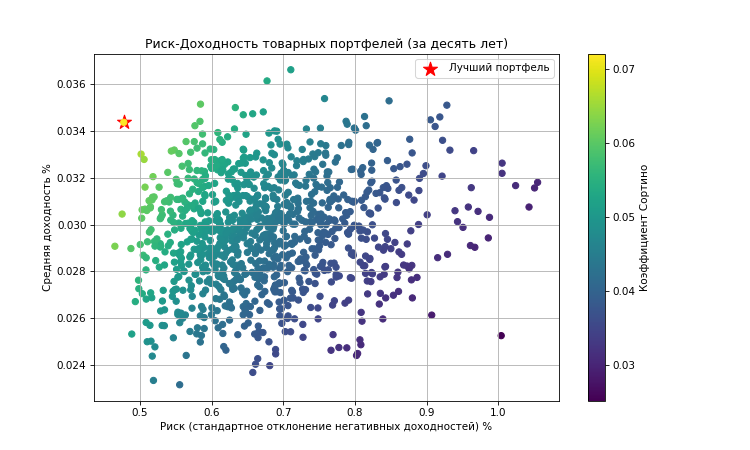 Риск-Доходность товарных портфелей (за десять лет)
Лучший портфель
Средняя доходность %
0.036
0.034
0.032
0.030
0.028
0.026
0.024
0.5 0.6 0.7 0.8 0.9 1.0
Риск (стандартное отклонение негативных доходностей) %
0.07
0.06
0.05
0.04
0.03
Коэффициент Сортино